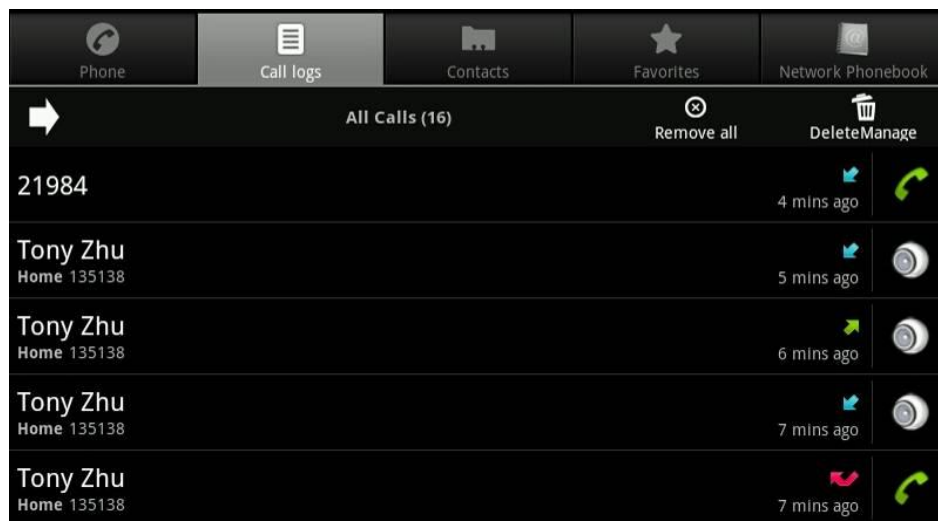 Phone
Call logs
Contacts
Favorites
Network Phonebook
All Calls (16)
Remove all
DeleteManage
21984
4 mins ago
Tony Zhu
Home 135138
5 mins ago
Tony Zhu
Home 135138
6 mins ago
Tony Zhu
Home 135138
7 mins ago
Tony Zhu
Home 135138
7 mins ago